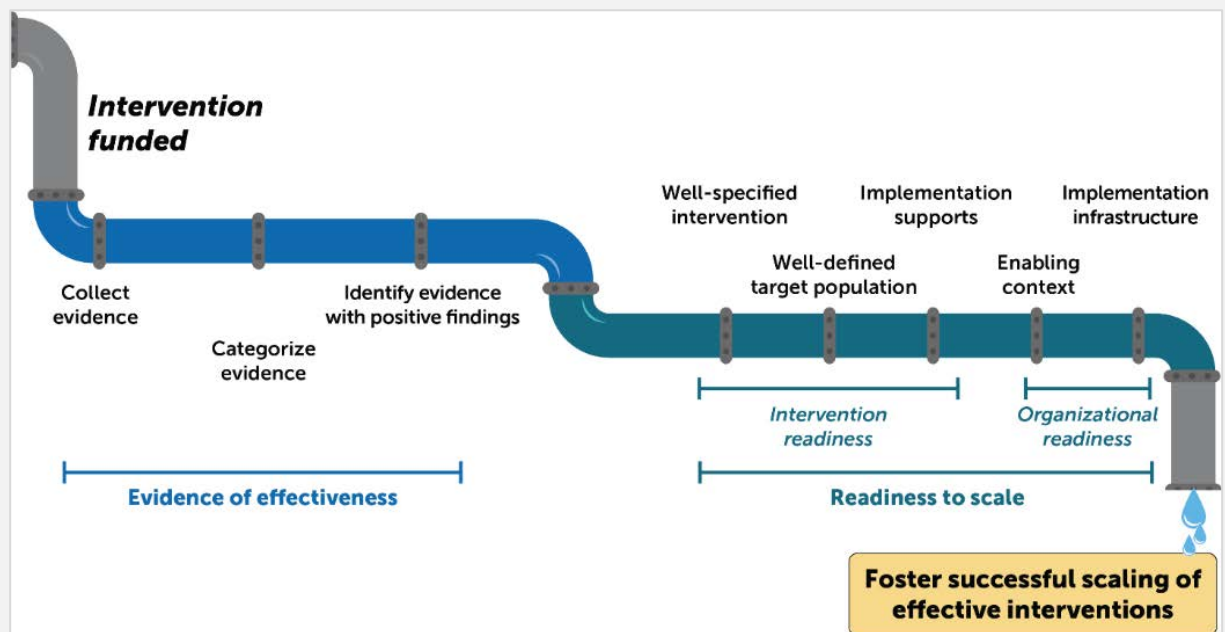 Intervention
funded
Collect
evidence
Categorize
evidence
Identify evidence
with positive findings
Evidence of effectiveness
Well-specified
intervention
Well-defined
target population
Implementation
supports
Enabling
context
Implementation
infrastructure
Intervention
readiness
Organizational
readiness
Readiness to scale
Foster successful scaling of
effective interventions